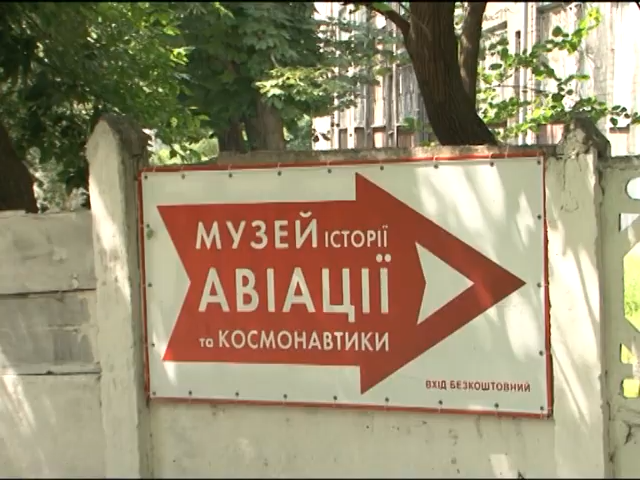 МУЗЕЙ ІСТОРІЇ
АВІАЦІЇ
та КОСМОНАВТИКИ
ВХІД БЕЗКОШТОВНИЙ